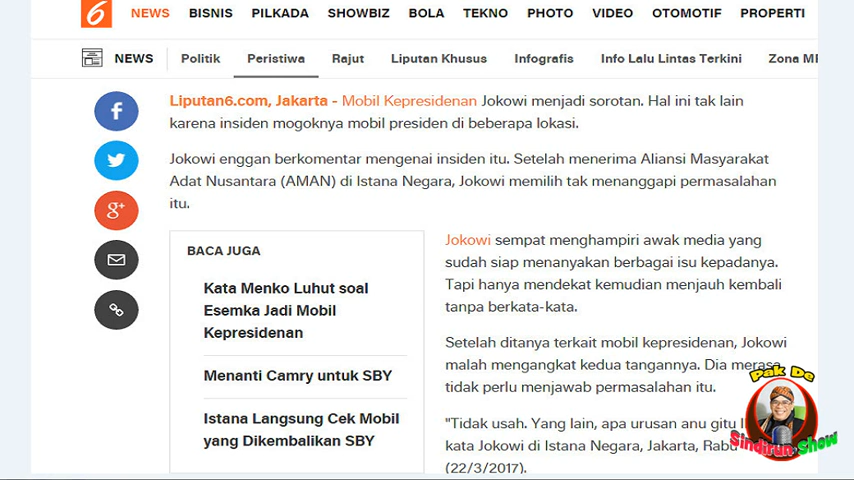 6 NEWS BISNIS PILKADA SHOWBIZ BOLA TEKNO PHOTO VIDEO OTOMOTIF PROPERTI
NEWS Politik Peristiwa Rajut Liputan Khusus Infografis Info Lalu Lintas Terkini Zona
Liputan6.com, Jakarta - Mobil Kepresidenan Jokowi menjadi sorotan. Hal ini tak lain
karena insiden mogoknya mobil presiden di beberapa lokasi.
Jokowi enggan berkomentar mengenai insiden itu. Setelah menerima Aliansi Masyarakat
Adat Nusantara (AMAN) di Istana Negara, Jokowi memilih tak menanggapi permasalahan
itu.
BACA JUGA
Kata Menko Luhut soal
Esemka Jadi Mobil
Kepresidenan
Menanti Camry untuk SBY
Istana Langsung Cek Mobil
yang Dikembalikan SBY
Jokowi sempat menghampiri awak media yang
sudah siap menanyakan berbagai isu kepadanya.
Tapi hanya mendekat kemudian menjauh kembali
tanpa berkata-kata.
Setelah ditanya terkait mobil kepresidenan, Jokowi
malah mengangkat kedua tangannya. Dia merasa
tidak perlu menjawab permasalahan itu.
"Tidak usah. Yang lain, apa urusan anu gitu
kata Jokowi di Istana Negara, Jakarta, Rabu
(22/3/2017).
Pak De
Sindiran Show